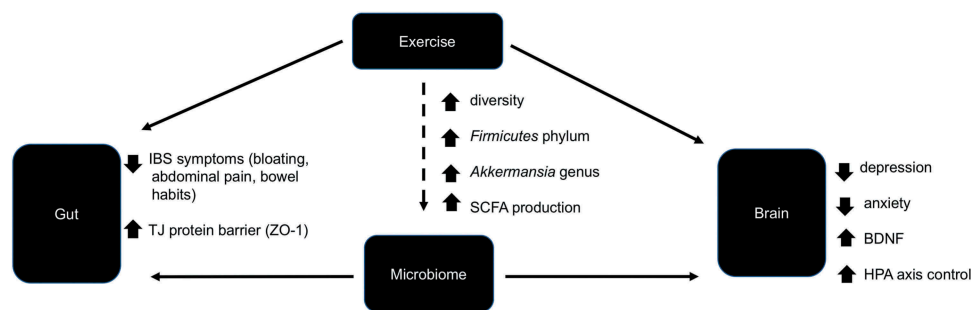 Exercise
diversity
Firmicutes phylum
Akkermansia genus
SCFA production
Gut
IBS symptoms (bloating,
abdominal pain, bowel
habits)
TJ protein barrier (ZO-1)
Microbiome
Brain
depression
anxiety
BDNF
HPA axis control